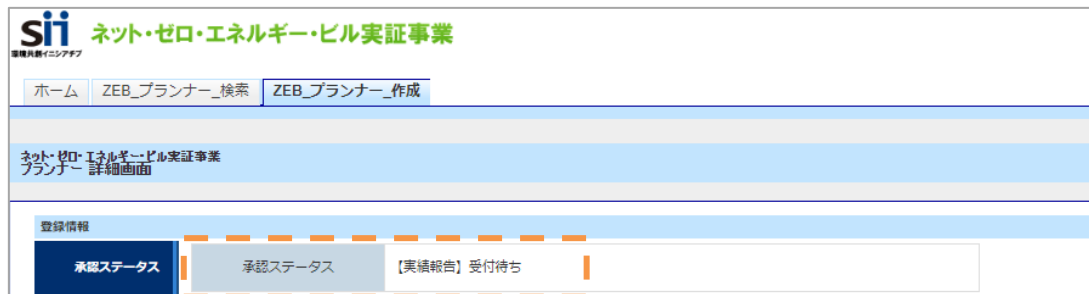 Sii ネット・ゼロ・エネルギー・ビル実証事業
環境共創イニシアチブ
ホーム ZEB_プランナー_検索 ZEB_プランナー_作成
ネット・ゼロ・エネルギー・ビル実証事業
プランナー 詳細画面
登録情報
承認ステータス 承認ステータス 【実績報告】受付待ち